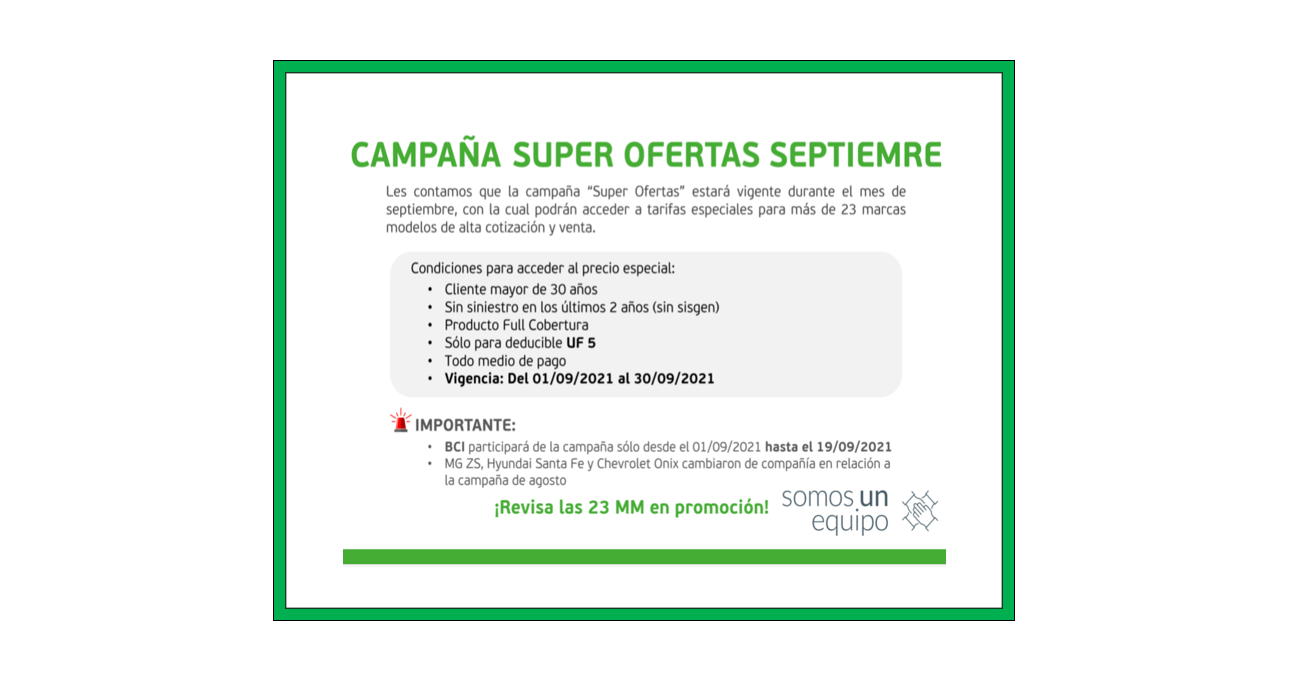 CAMPAÑA SUPER OFERTAS SEPTIEMRE
Les contamos que la campaña “Super Ofertas” estará vigente durante el mes de
septiembre, con la cual podrán acceder a tarifas especiales para más de 23 marcas
modelos de alta cotización y venta.
Condiciones para acceder al precio especial:
• Cliente mayor de 30 años
• Sin siniestro en los últimos 2 años (sin sisgen)
• Producto Full Cobertura
• Sólo para deducible UF 5
• Todo medio de pago
• Vigencia: Del 01/09/2021 al 30/09/2021
IMPORTANTE:
• BCI participará de la campaña sólo desde el 01/09/2021 hasta el 19/09/2021
• MG ZS, Hyundai Santa Fe y Chevrolet Onix cambiaron de compañía en relación a
la campaña de agosto
¡Revisa las 23 MM en promoción!
somos un
equipo